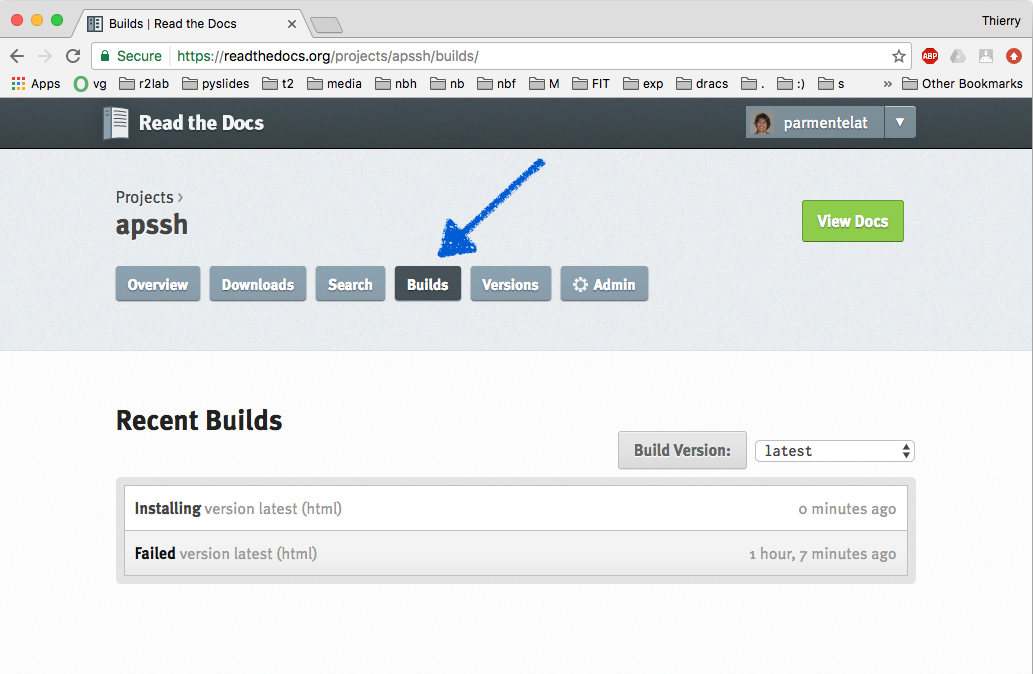 Builds | Read the Docs
Thierry
Secure https://readthedocs.org/projects/apssh/builds/
ABP
Apps vg r2lab pyslides t2 media nbh nb nbf M FIT exp dracs . :) s » Other Bookmarks
Read the Docs
parmentelat
Projects ›
apssh
View Docs
Overview Downloads Search Builds Versions Admin
Recent Builds
Build Version: latest
Installing version latest (html) 0 minutes ago
Failed version latest (html) 1 hour, 7 minutes ago